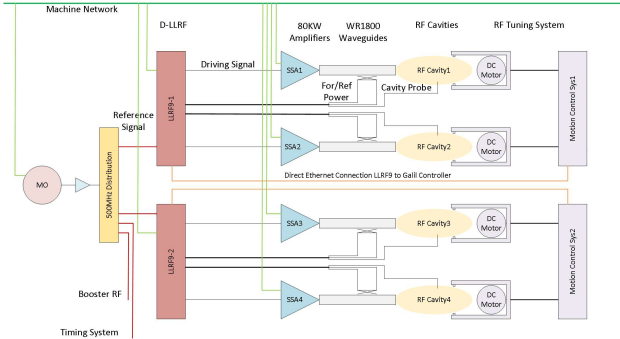 Machine Network
D-LLRF
80KW
Amplifiers
WR1800
Waveguides
RF Cavities
RF Tuning System
Driving Signal
SSA1
RF Cavity1
DC
Motor
For/Ref
Power
Cavity Probe
LLRF9-1
Motion Control Sys1
Reference
Signal
SSA2
RF Cavity2
DC
Motor
Direct Ethernet Connection LLRF9 to Galil Controller
MO
500MHz Distribution
SSA3
RF Cavity3
DC
Motor
LLRF9-2
Motion Control Sys2
Booster RF
SSA4
RF Cavity4
DC
Motor
Timing System